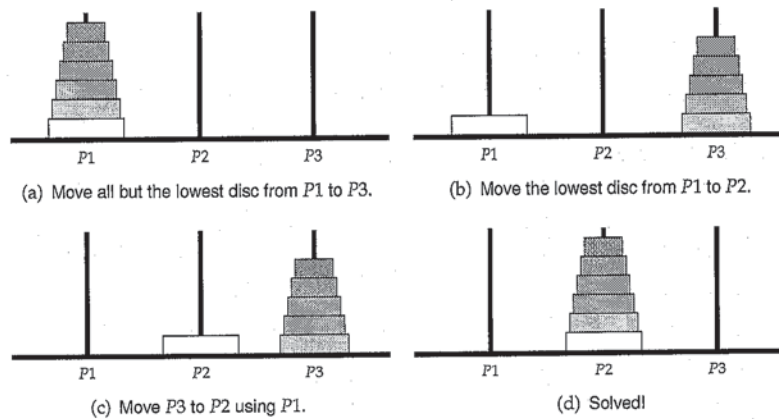 P1 P2 P3
P1 P2 P3
(a) Move all but the lowest disc from P1 to P3.
(b) Move the lowest disc from P1 to P2.
P1 P2 P3
P1 P2 P3
(c) Move P3 to P2 using P1.
(d) Solved!